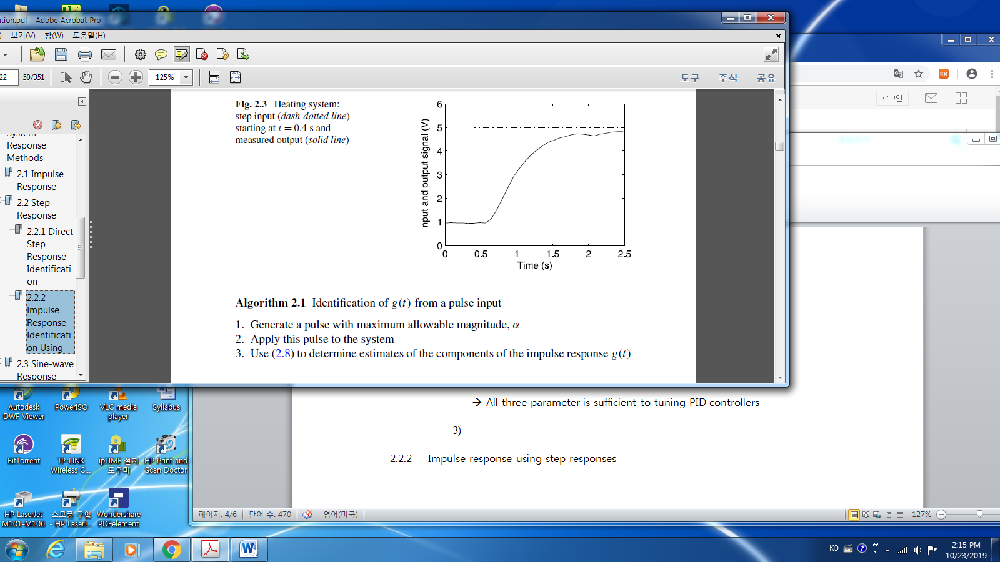 ation.pdf - Adobe Acrobat Pro
) 보기(V) 창(W) 도움말(H)
22 50/351 125% 도구 주석 공유
System
Response
Methods
2.1 Impulse
Response
2.2 Step
Response
2.2.1 Direct
Step
Response
Identificati
on
2.2.2
Impulse
Response
Identificati
on Using
2.3 Sine-wave
Response
Fig. 2.3 Heating system:
step input (dash-dotted line)
starting at t = 0.4 s and
measured output (solid line)
Input and output signal (V)
6
5
4
3
2
1
0
0 0.5 1 1.5 2 2.5
Time (s)
Algorithm 2.1 Identification of g(t) from a pulse input
1. Generate a pulse with maximum allowable magnitude, α
2. Apply this pulse to the system
3. Use (2.8) to determine estimates of the components of the impulse response g(t)
로그인
EX
→ All three parameter is sufficient to tuning PID controllers
3)
2.2.2 Impulse response using step responses
페이지: 4/6 단어 수: 470 영어(미국) 127%
Autodesk
DWF Viewer
PowerISO
VLC media
player
Syllabus
BitTorrent
TP-LINK
Wireless C...
ipTIME 설치
도우미
HP Print and
Scan Doctor
HP LaserJet
M101-M106
소모품 구입
- HP LaserJ...
Wondershare
PDFelement
KO
2:15 PM
10/23/2019